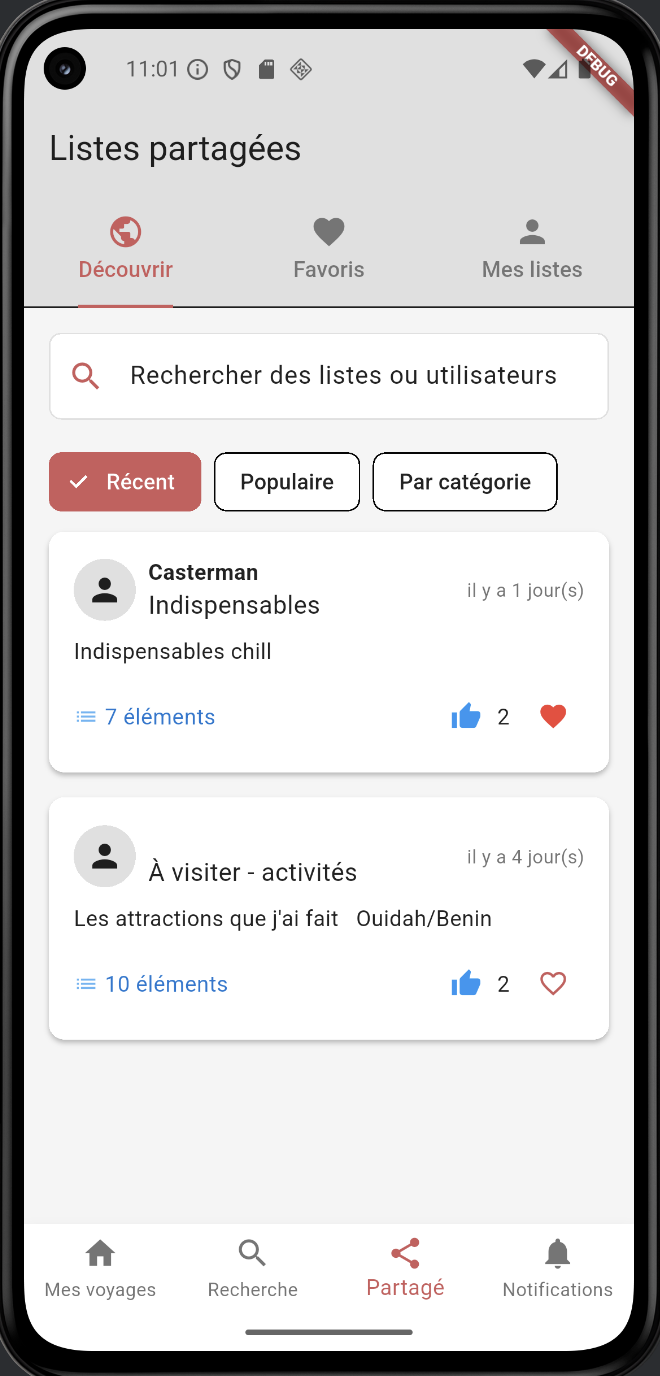 11:01
DEBUG
Listes partagées
Découvrir
Favoris
Mes listes
Rechercher des listes ou utilisateurs
Récent
Populaire
Par catégorie
Casterman
Indispensables
il y a 1 jour(s)
Indispensables chill
7 éléments
2
À visiter - activités
il y a 4 jour(s)
Les attractions que j'ai fait   Ouidah/Benin
10 éléments
2
Mes voyages
Recherche
Partagé
Notifications